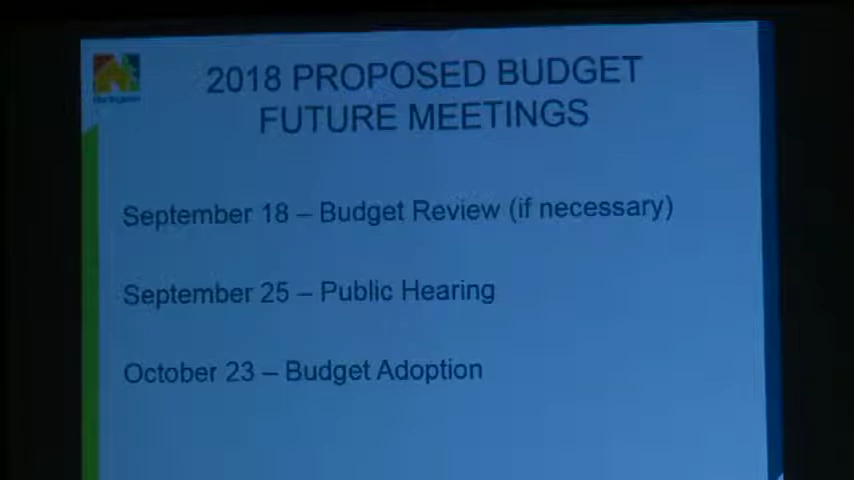 2018 PROPOSED BUDGET
FUTURE MEETINGS
September 18 – Budget Review (if necessary)
September 25 – Public Hearing
October 23 – Budget Adoption